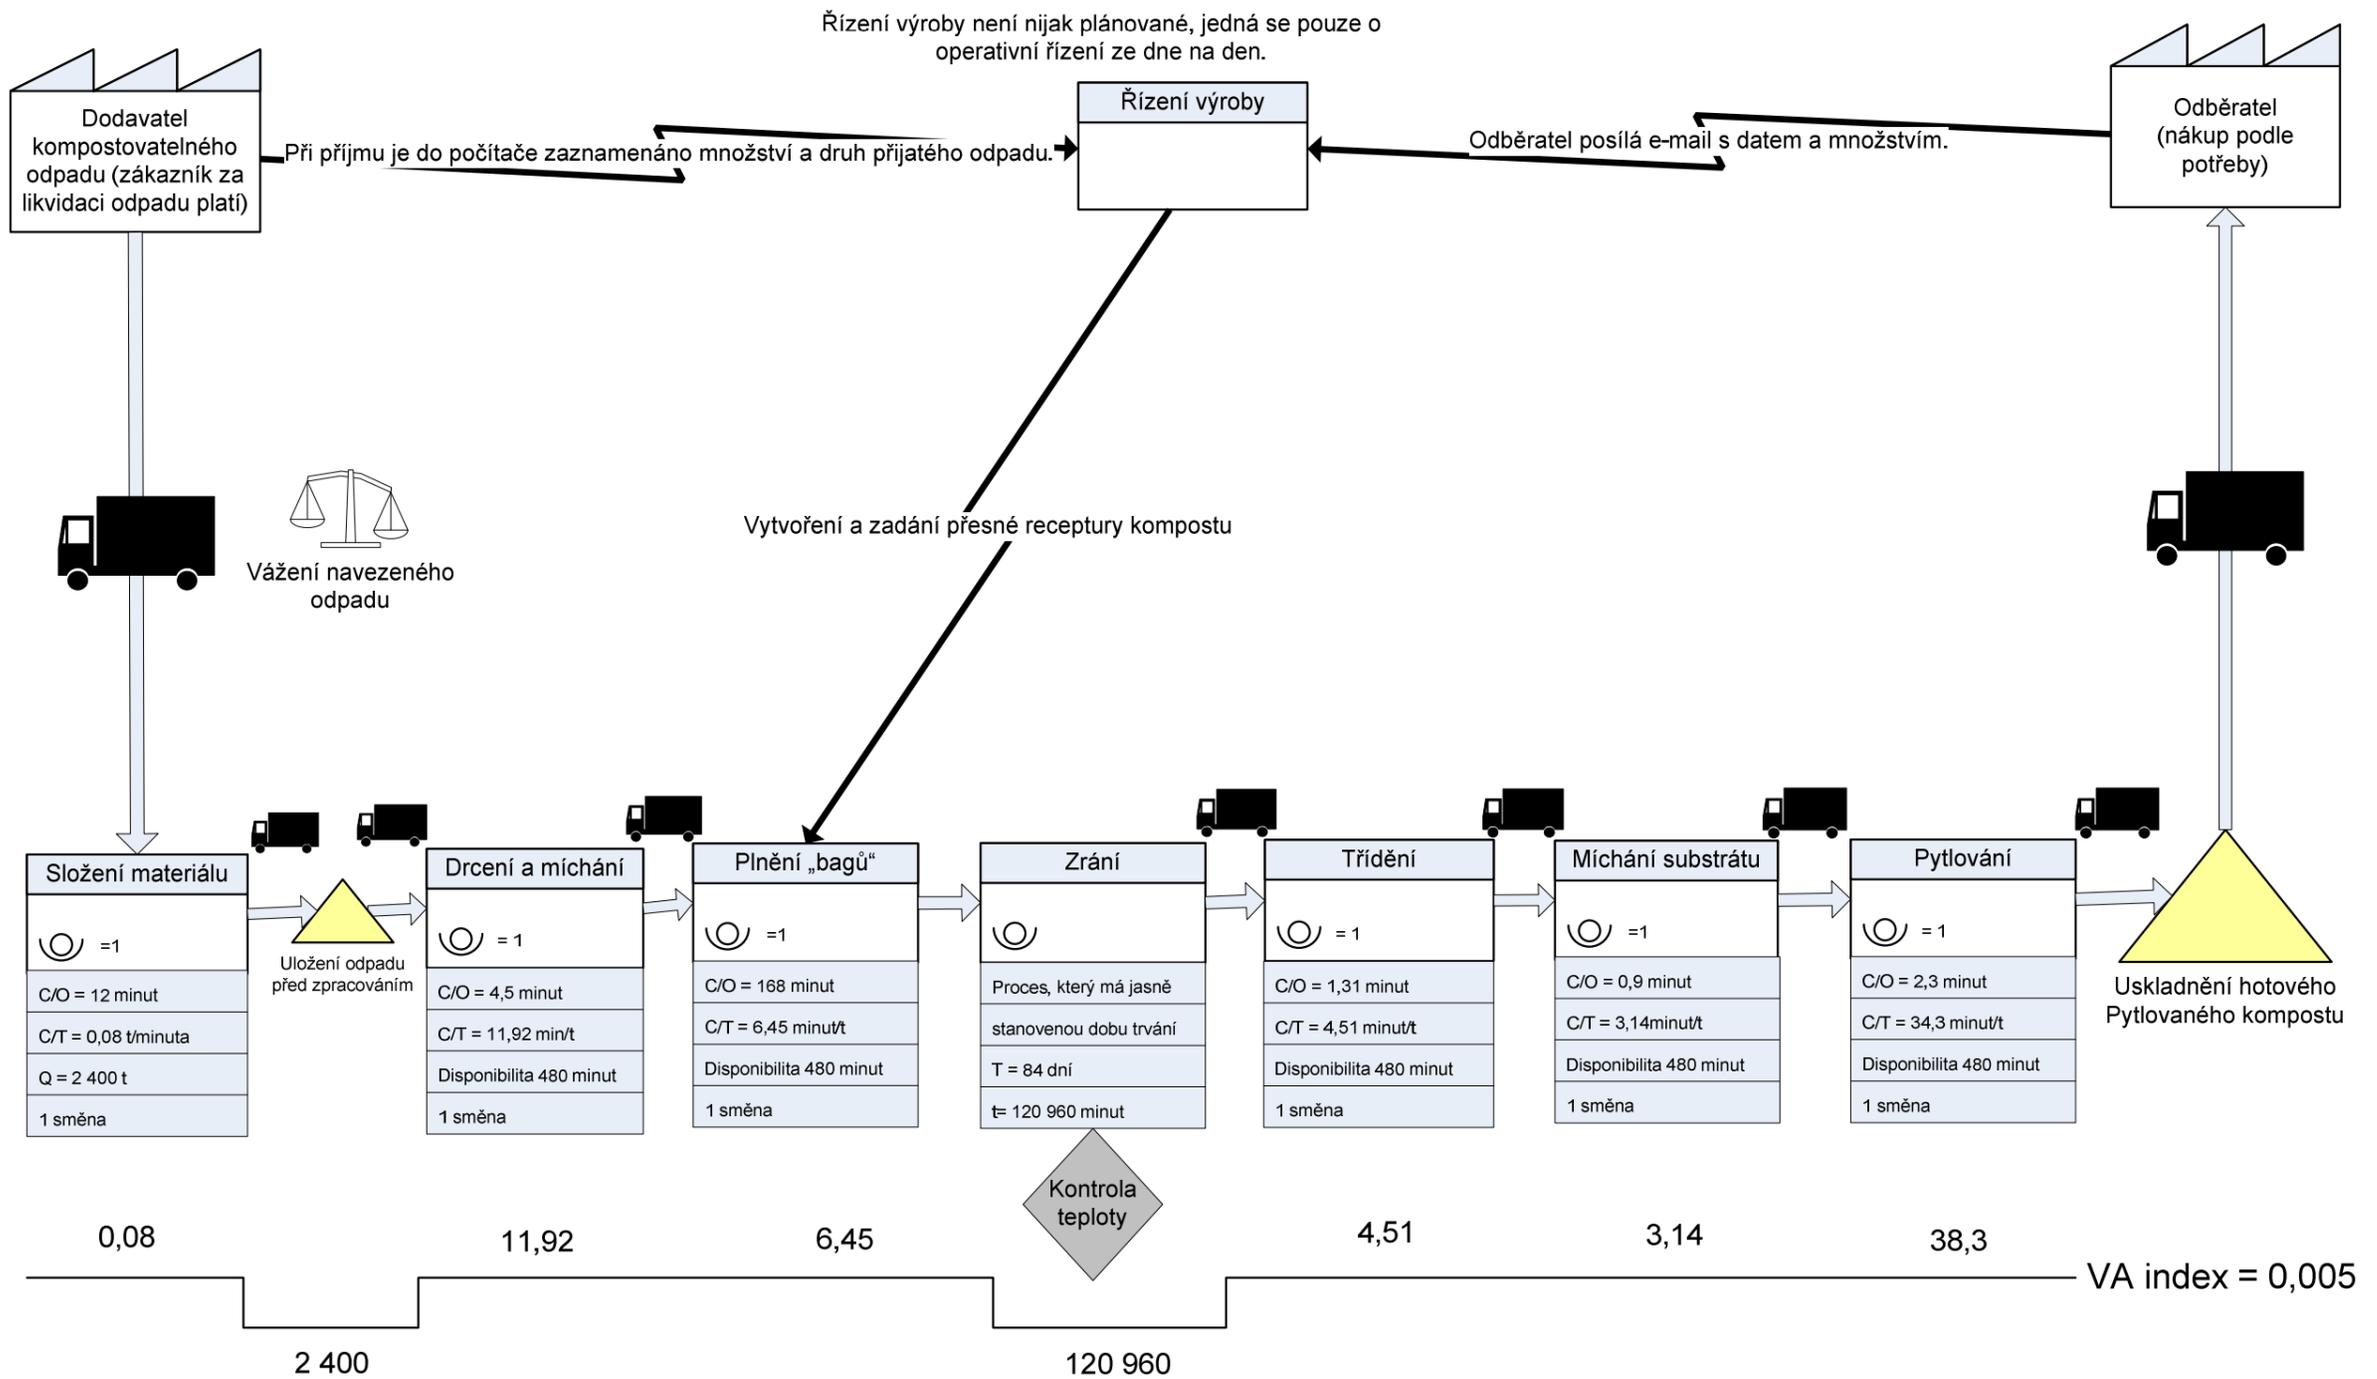 Řízení výroby není nijak plánované, jedná se pouze o
operativní řízení ze dne na den.
Dodavatel
kompostovatelného
odpadu (zákazník za
likvidaci odpadu platí)
Při příjmu je do počítače zaznamenáno množství a druh přijatého odpadu.
Řízení výroby
Odběratel posílá e-mail s datem a množstvím.
Odběratel
(nákup podle
potřeby)
Vážení navezeného
odpadu
Vytvoření a zadání přesné receptury kompostu
Složení materiálu
=1
C/O = 12 minut
C/T = 0,08 t/minuta
Q = 2 400 t
1 směna
Uložení odpadu
před zpracováním
Drcení a míchání
= 1
C/O = 4,5 minut
C/T = 11,92 min/t
Disponibilita 480 minut
1 směna
Plnění „bagů“
=1
C/O = 168 minut
C/T = 6,45 minut/t
Disponibilita 480 minut
1 směna
Zrání
Proces, který má jasně
stanovenou dobu trvání
T = 84 dní
t= 120 960 minut
Kontrola
teploty
Třídění
= 1
C/O = 1,31 minut
C/T = 4,51 minut/t
Disponibilita 480 minut
1 směna
Míchání substrátu
=1
C/O = 0,9 minut
C/T = 3,14minut/t
Disponibilita 480 minut
1 směna
Pytlování
= 1
C/O = 2,3 minut
C/T = 34,3 minut/t
Disponibilita 480 minut
1 směna
Uskladnění hotového
Pytlovaného kompostu
0,08
11,92
6,45
4,51
3,14
38,3
VA index = 0,005
2 400
120 960